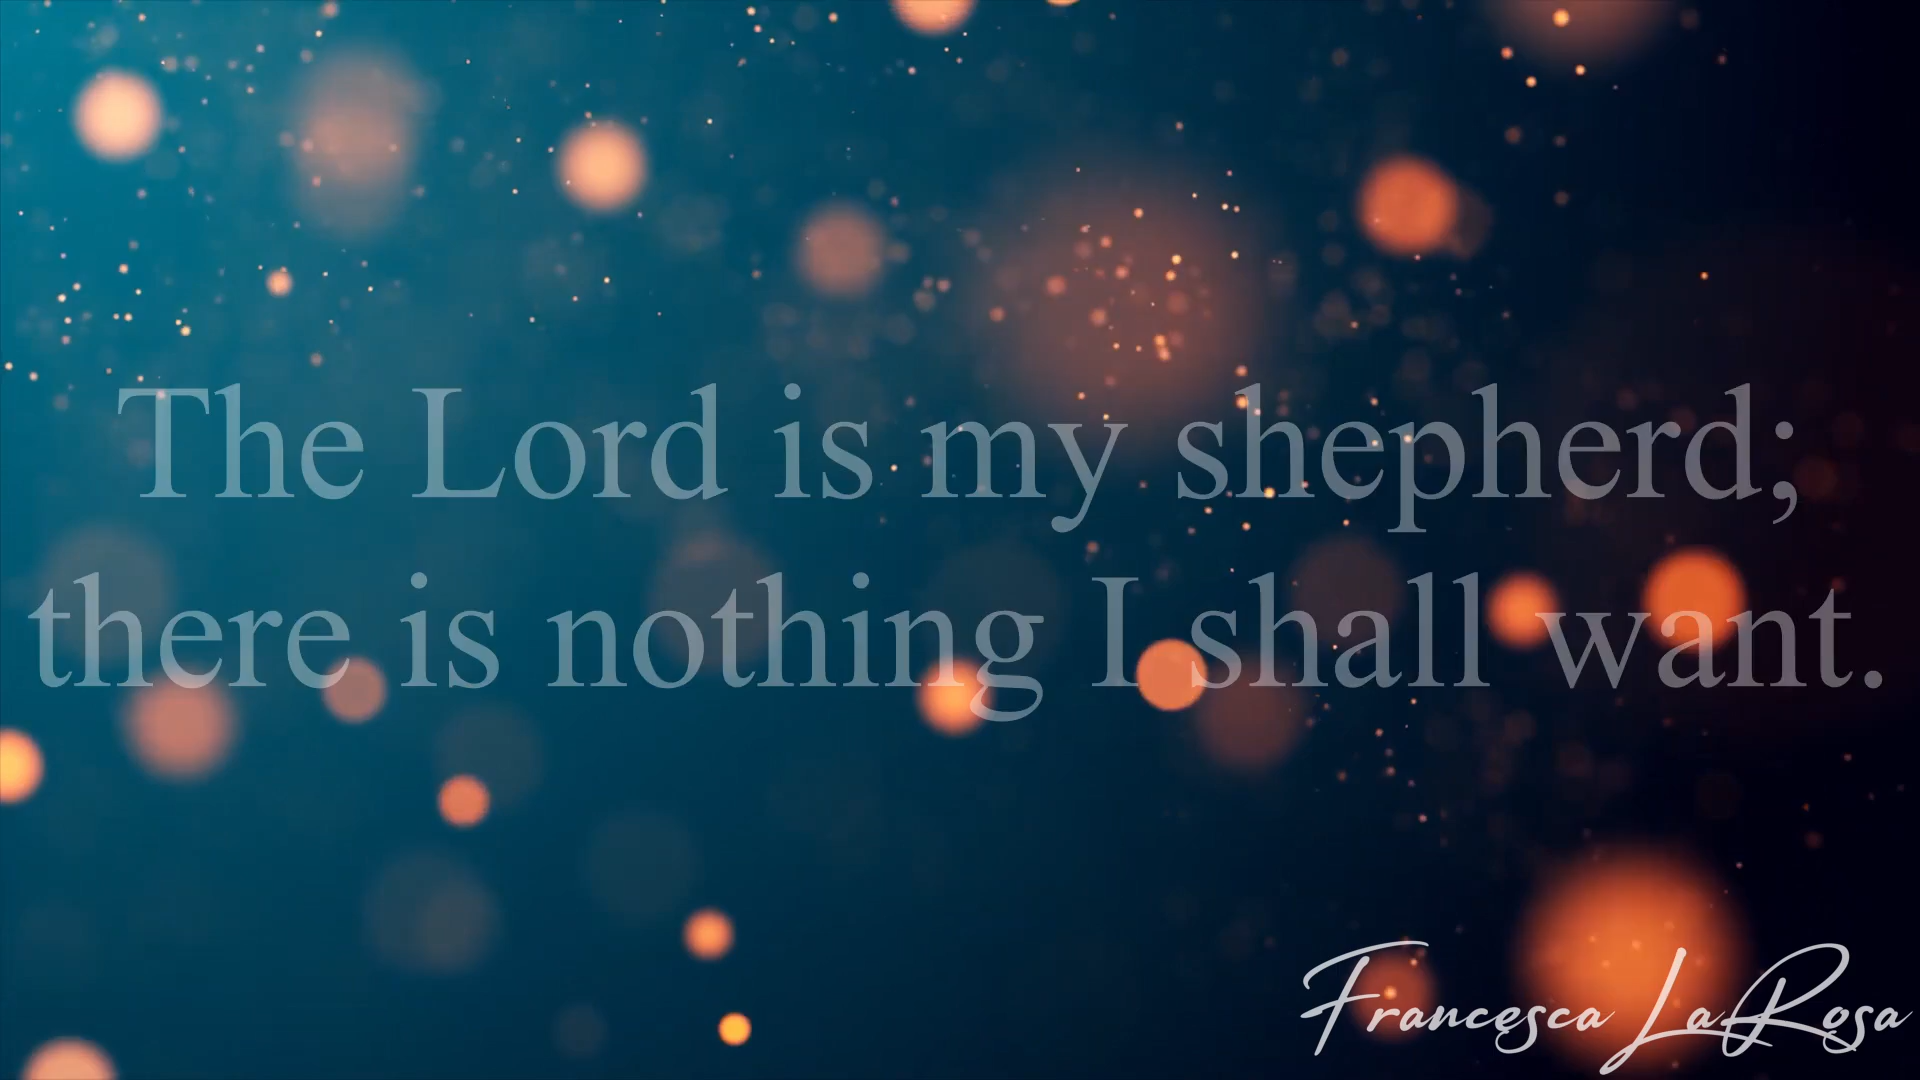 The Lord is my shepherd;
there is nothing I shall want.
Francesca LaRosa